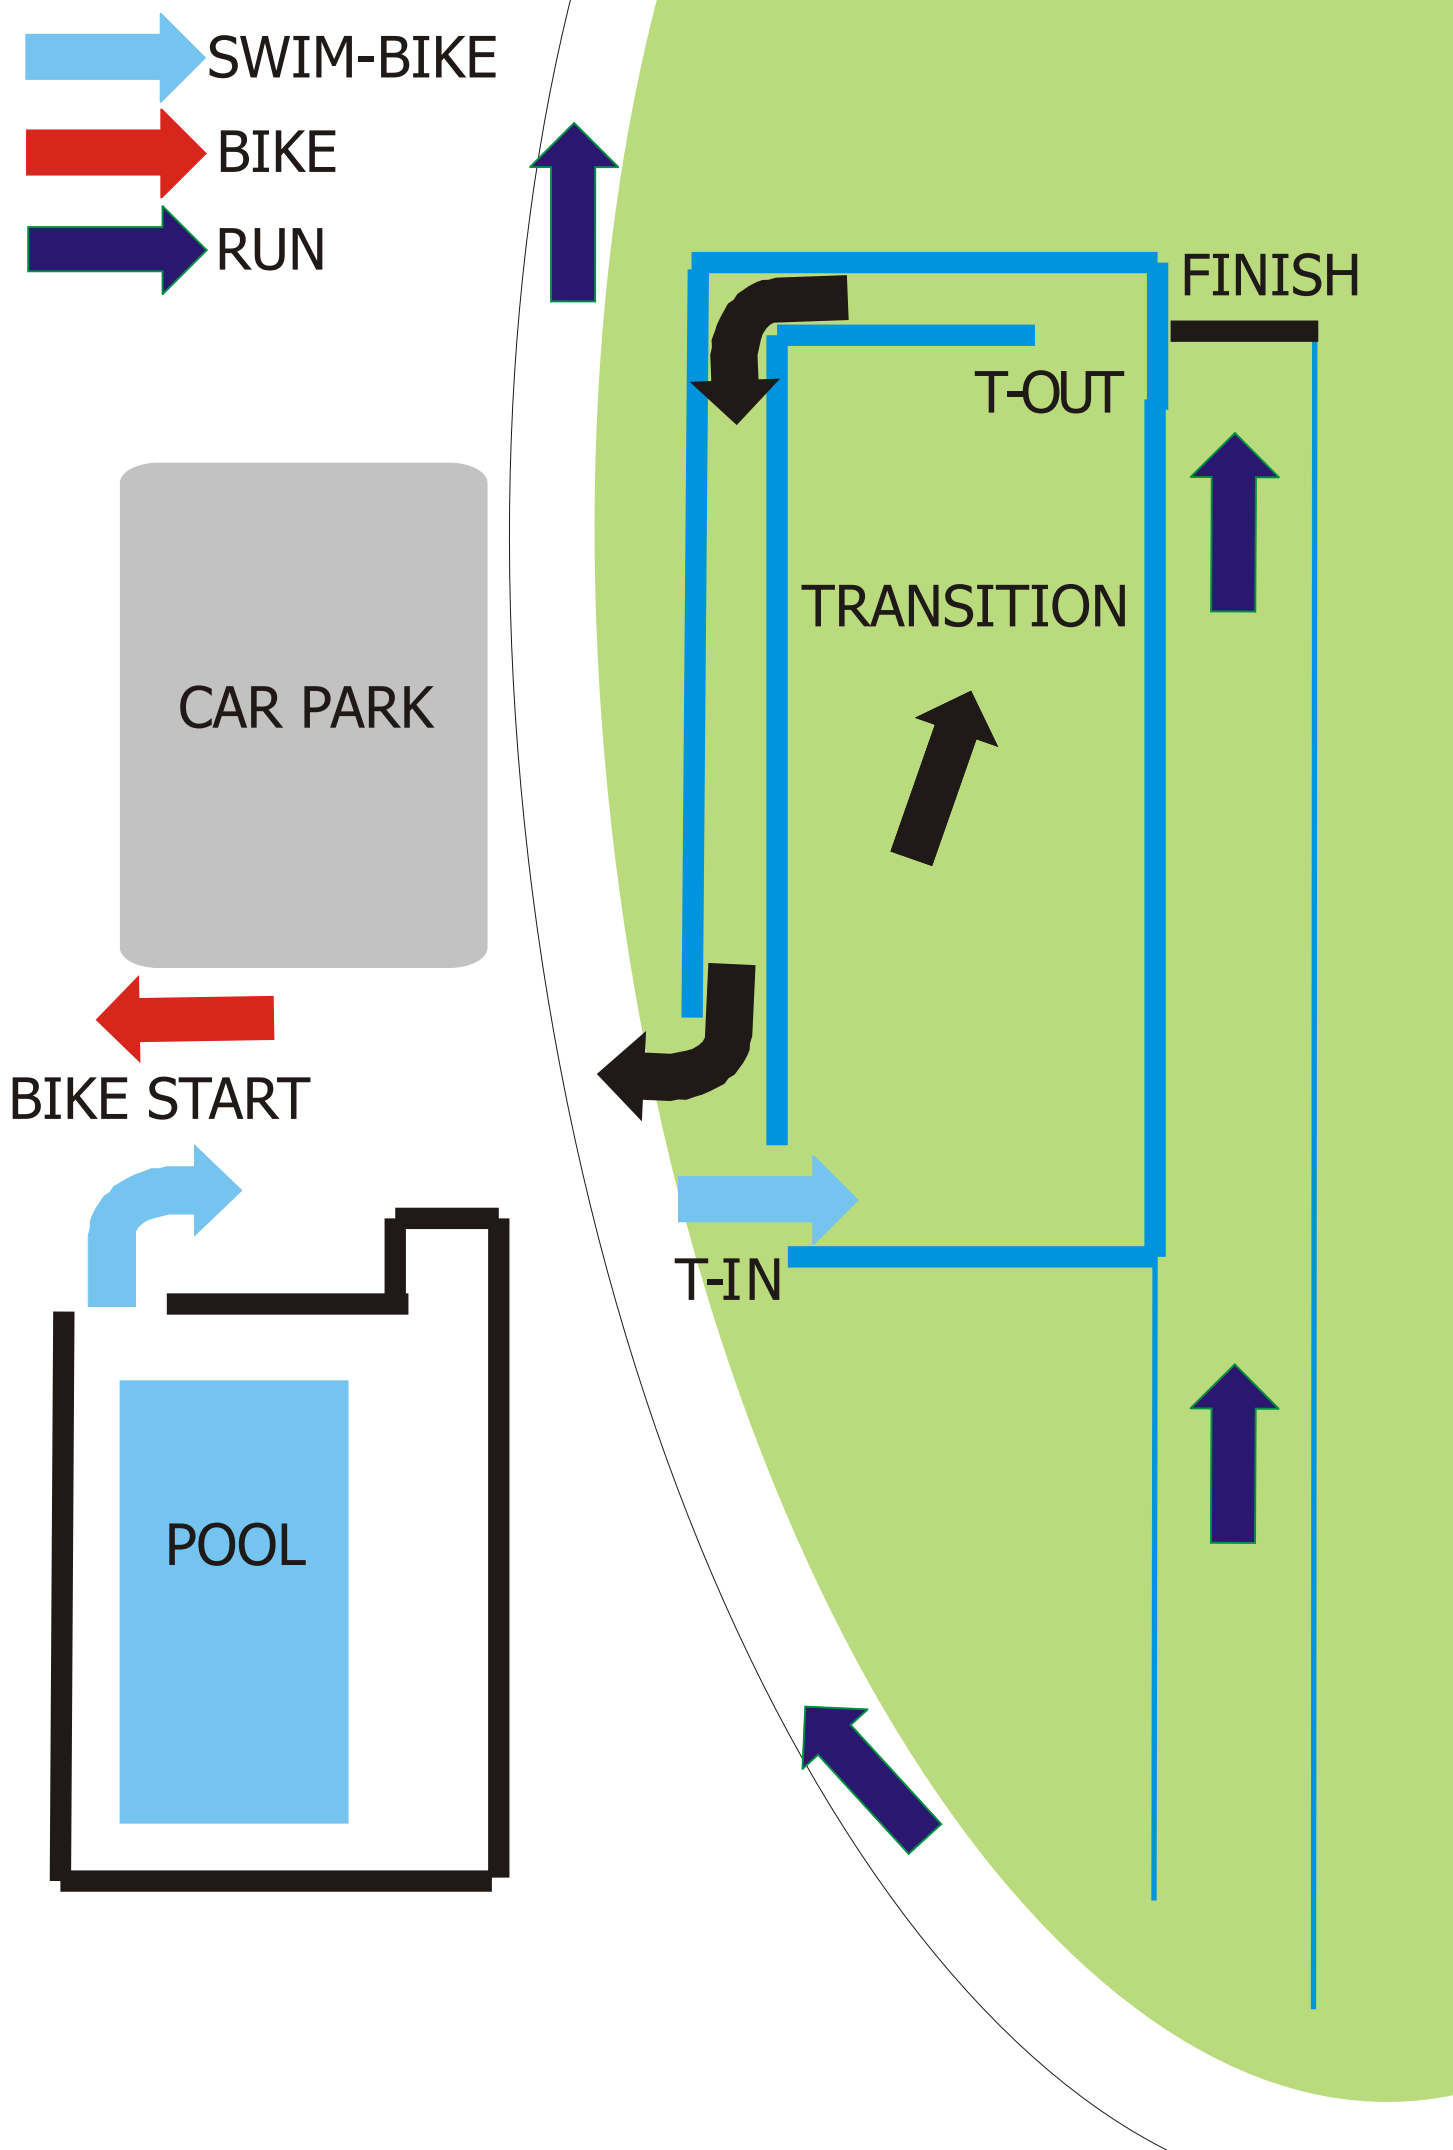 SWIM-BIKE
BIKE
RUN
FINISH
T-OUT
TRANSITION
CAR PARK
BIKE START
T-IN
POOL